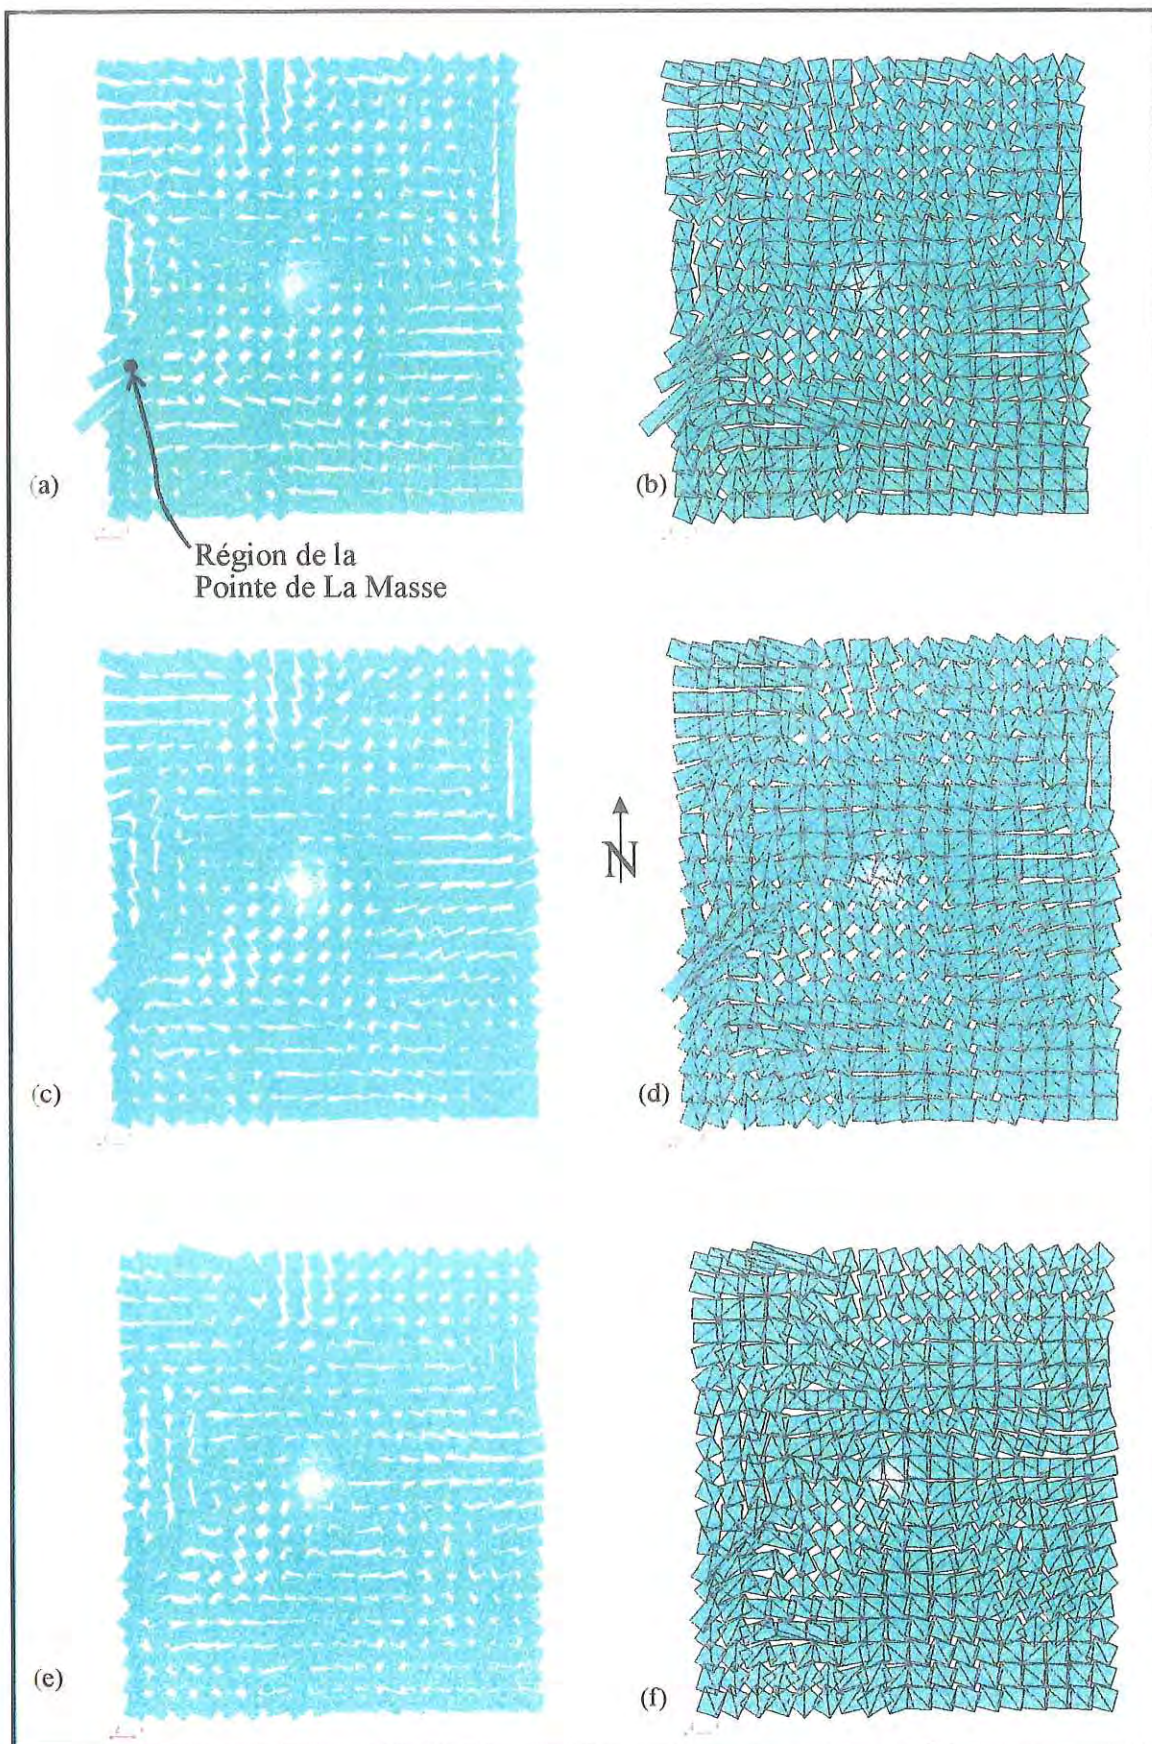 (a)
(b)
Région de la
Pointe de La Masse
N
(c)
(d)
(e)
(f)